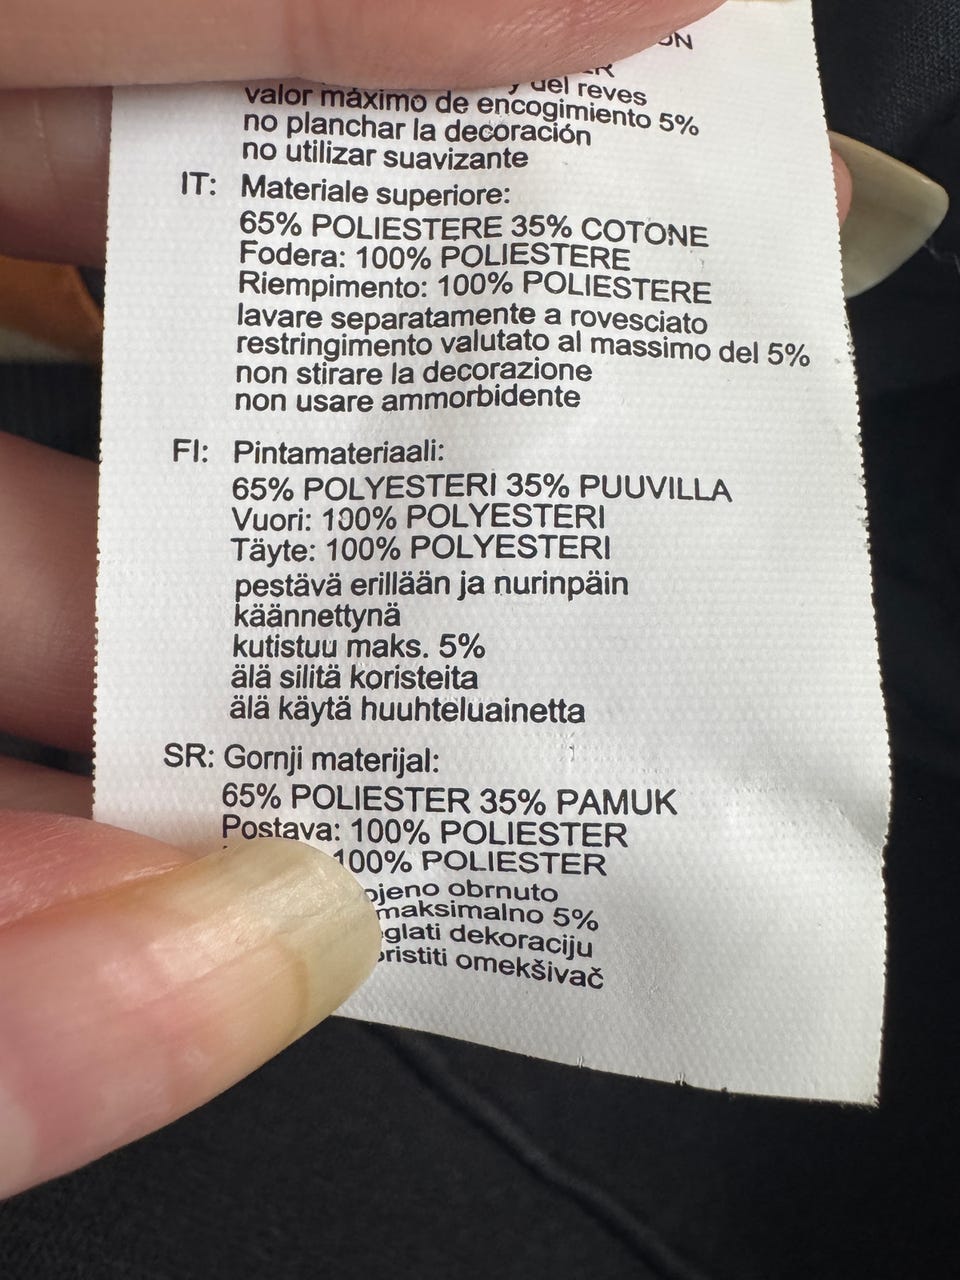 del reves
valor máximo de encogimiento 5%
no planchar la decoración
no utilizar suavizante
IT: Materiale superiore:
65% POLIESTERE 35% COTONE
Fodera: 100% POLIESTERE
Riempimento: 100% POLIESTERE
lavare separatamente a rovesciato
restringimento valutato al massimo del 5%
non stirare la decorazione
non usare ammorbidente
FI: Pintamateriaali:
65% POLYESTERI 35% PUUVILLA
Vuori: 100% POLYESTERI
Täyte: 100% POLYESTERI
pestävä erillään ja nurinpäin
käännettynä
kutistuu maks. 5%
älä silitä koristeita
älä käytä huuhteluainetta
SR: Gornji materijal:
65% POLIESTER 35% PAMUK
Postava: 100% POLIESTER
100% POLIESTER
obrnuto
maksimalno 5%
dekoraciju
omekšivač